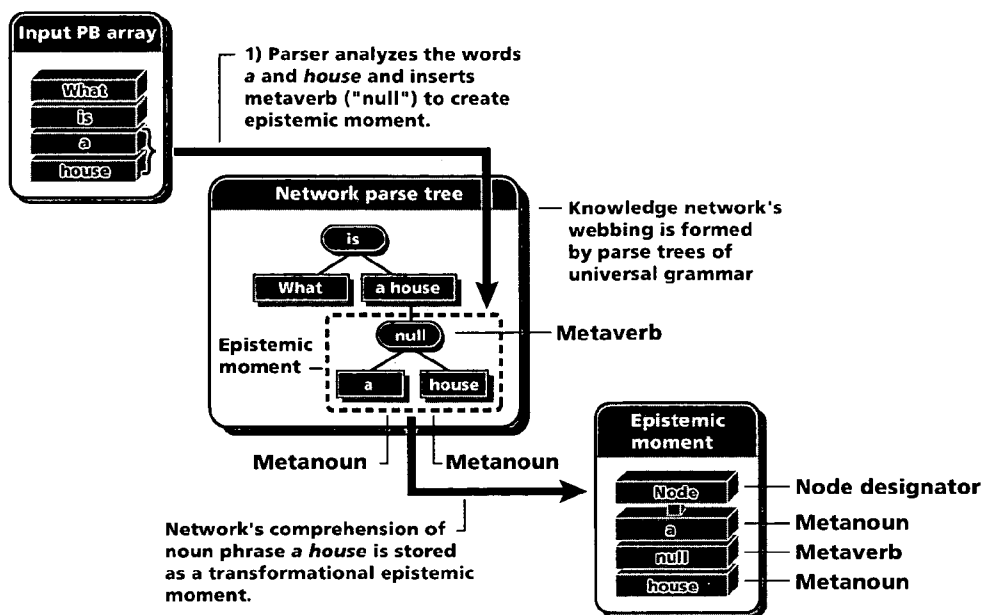 Input PB array
What
is
a
house
1) Parser analyzes the words
a and house and inserts
metaverb ("null") to create
epistemic moment.
Network parse tree
is
What
a house
null
a
house
Epistemic
moment
Knowledge network's
webbing is formed
by parse trees of
universal grammar
Metaverb
Metanoun
Metanoun
Network's comprehension of
noun phrase a house is stored
as a transformational epistemic
moment.
Epistemic
moment
Node
a
null
house
Node designator
Metanoun
Metaverb
Metanoun